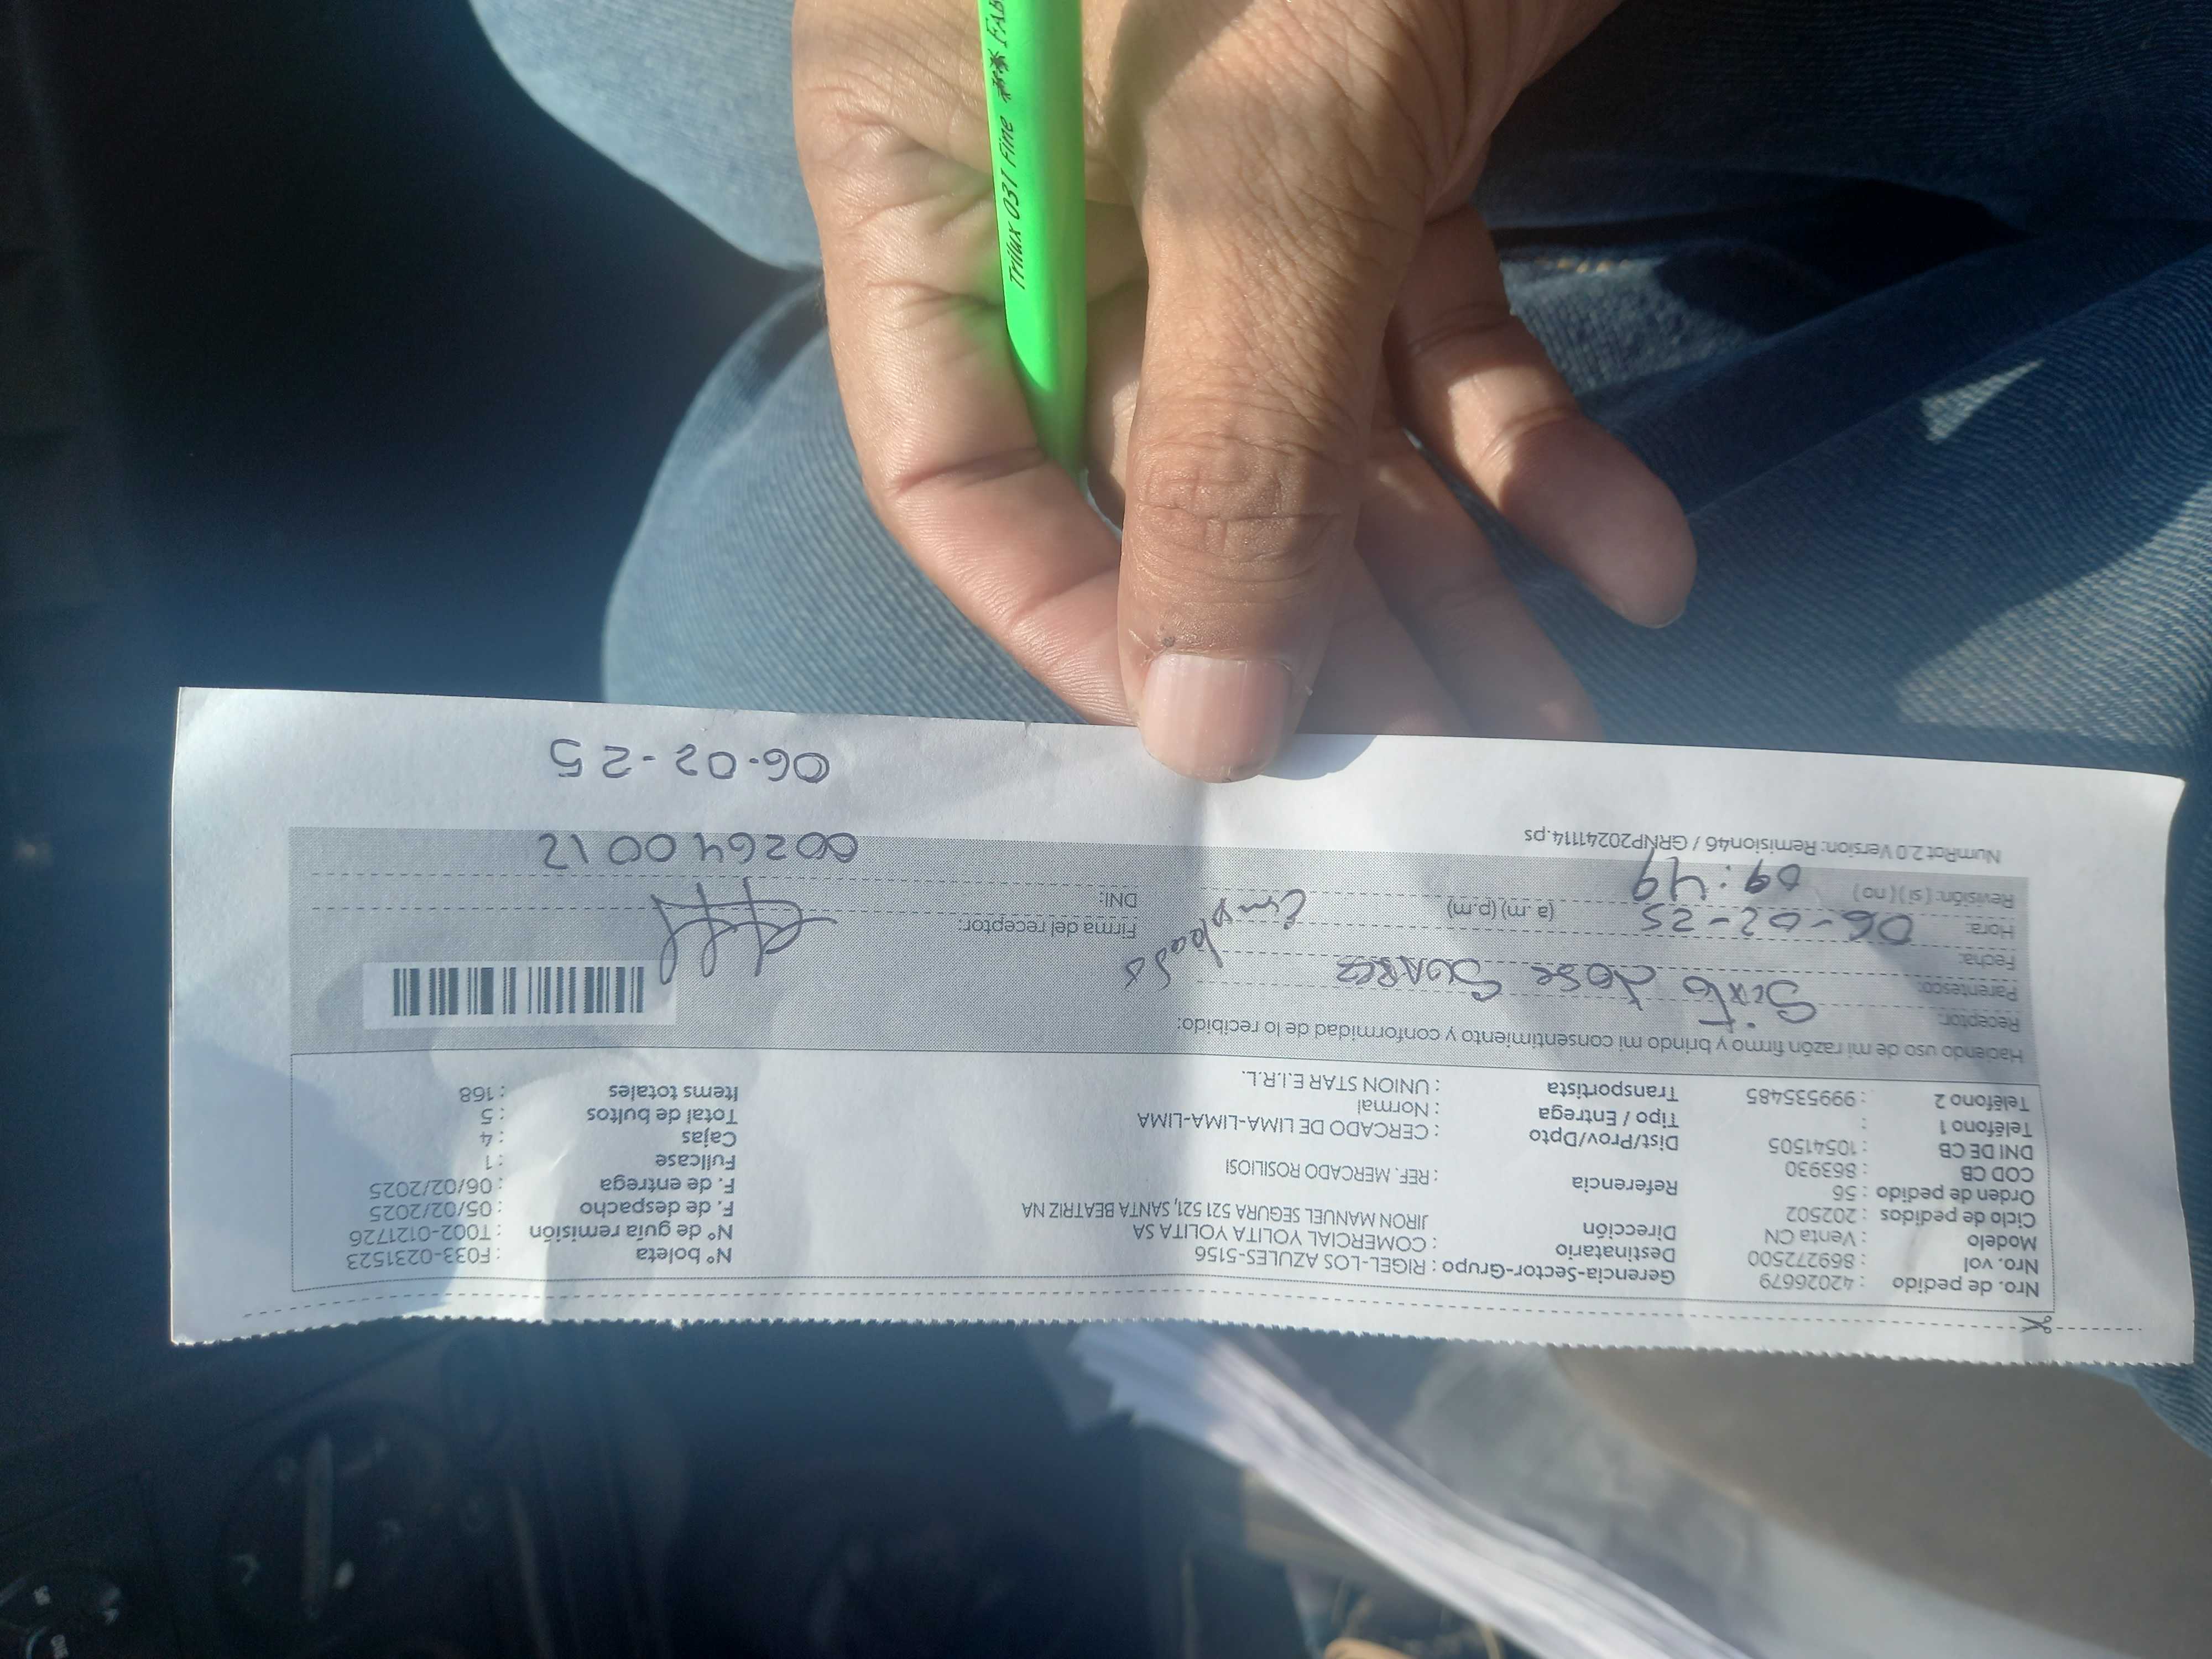 Nro. de pedido : 42026679
Nro. vol : 869272500
Modelo : Venta CN
Ciclo de pedidos : 202502
Orden de pedido : 56
COD CB : 863930
DNI DE CB : 10541505
Teléfono 1 :
Teléfono 2 : 999535485
Gerencia-Sector-Grupo : RIGEL-LOS AZULES-5156
Destinatario : COMERCIAL YOLITA YOLITA SA
Dirección JIRON MANUEL SEGURA 521 521, SANTA BEATRIZ NA
Referencia : REF. MERCADO ROSILIOSI
Dist/Prov/Dpto : CERCADO DE LIMA-LIMA-LIMA
Tipo / Entrega : Normal
Transportista : UNION STAR E.I.R.L.
N° boleta : F033-0231523
N° de guía remisión : T002-0121726
F. de despacho : 05/02/2025
F. de entrega : 06/02/2025
Fullcase : 1
Cajas : 4
Total de bultos : 5
Items totales : 168
Haciendo uso de mi razón firmo y brindo mi consentimiento y conformidad de lo recibido:
Receptor: Sixto Jose Suarez
Parentesco: Empleado
Fecha: 06-02-25
Hora: 09:49 (a.m) (p.m)
Revisión: ( si ) ( no )
Firma del receptor:
DNI: 002640012
06-02-25
NumRot 2.0 Version: Remision46 / GRNP20241114.ps
Trilux 031 Fine FAB